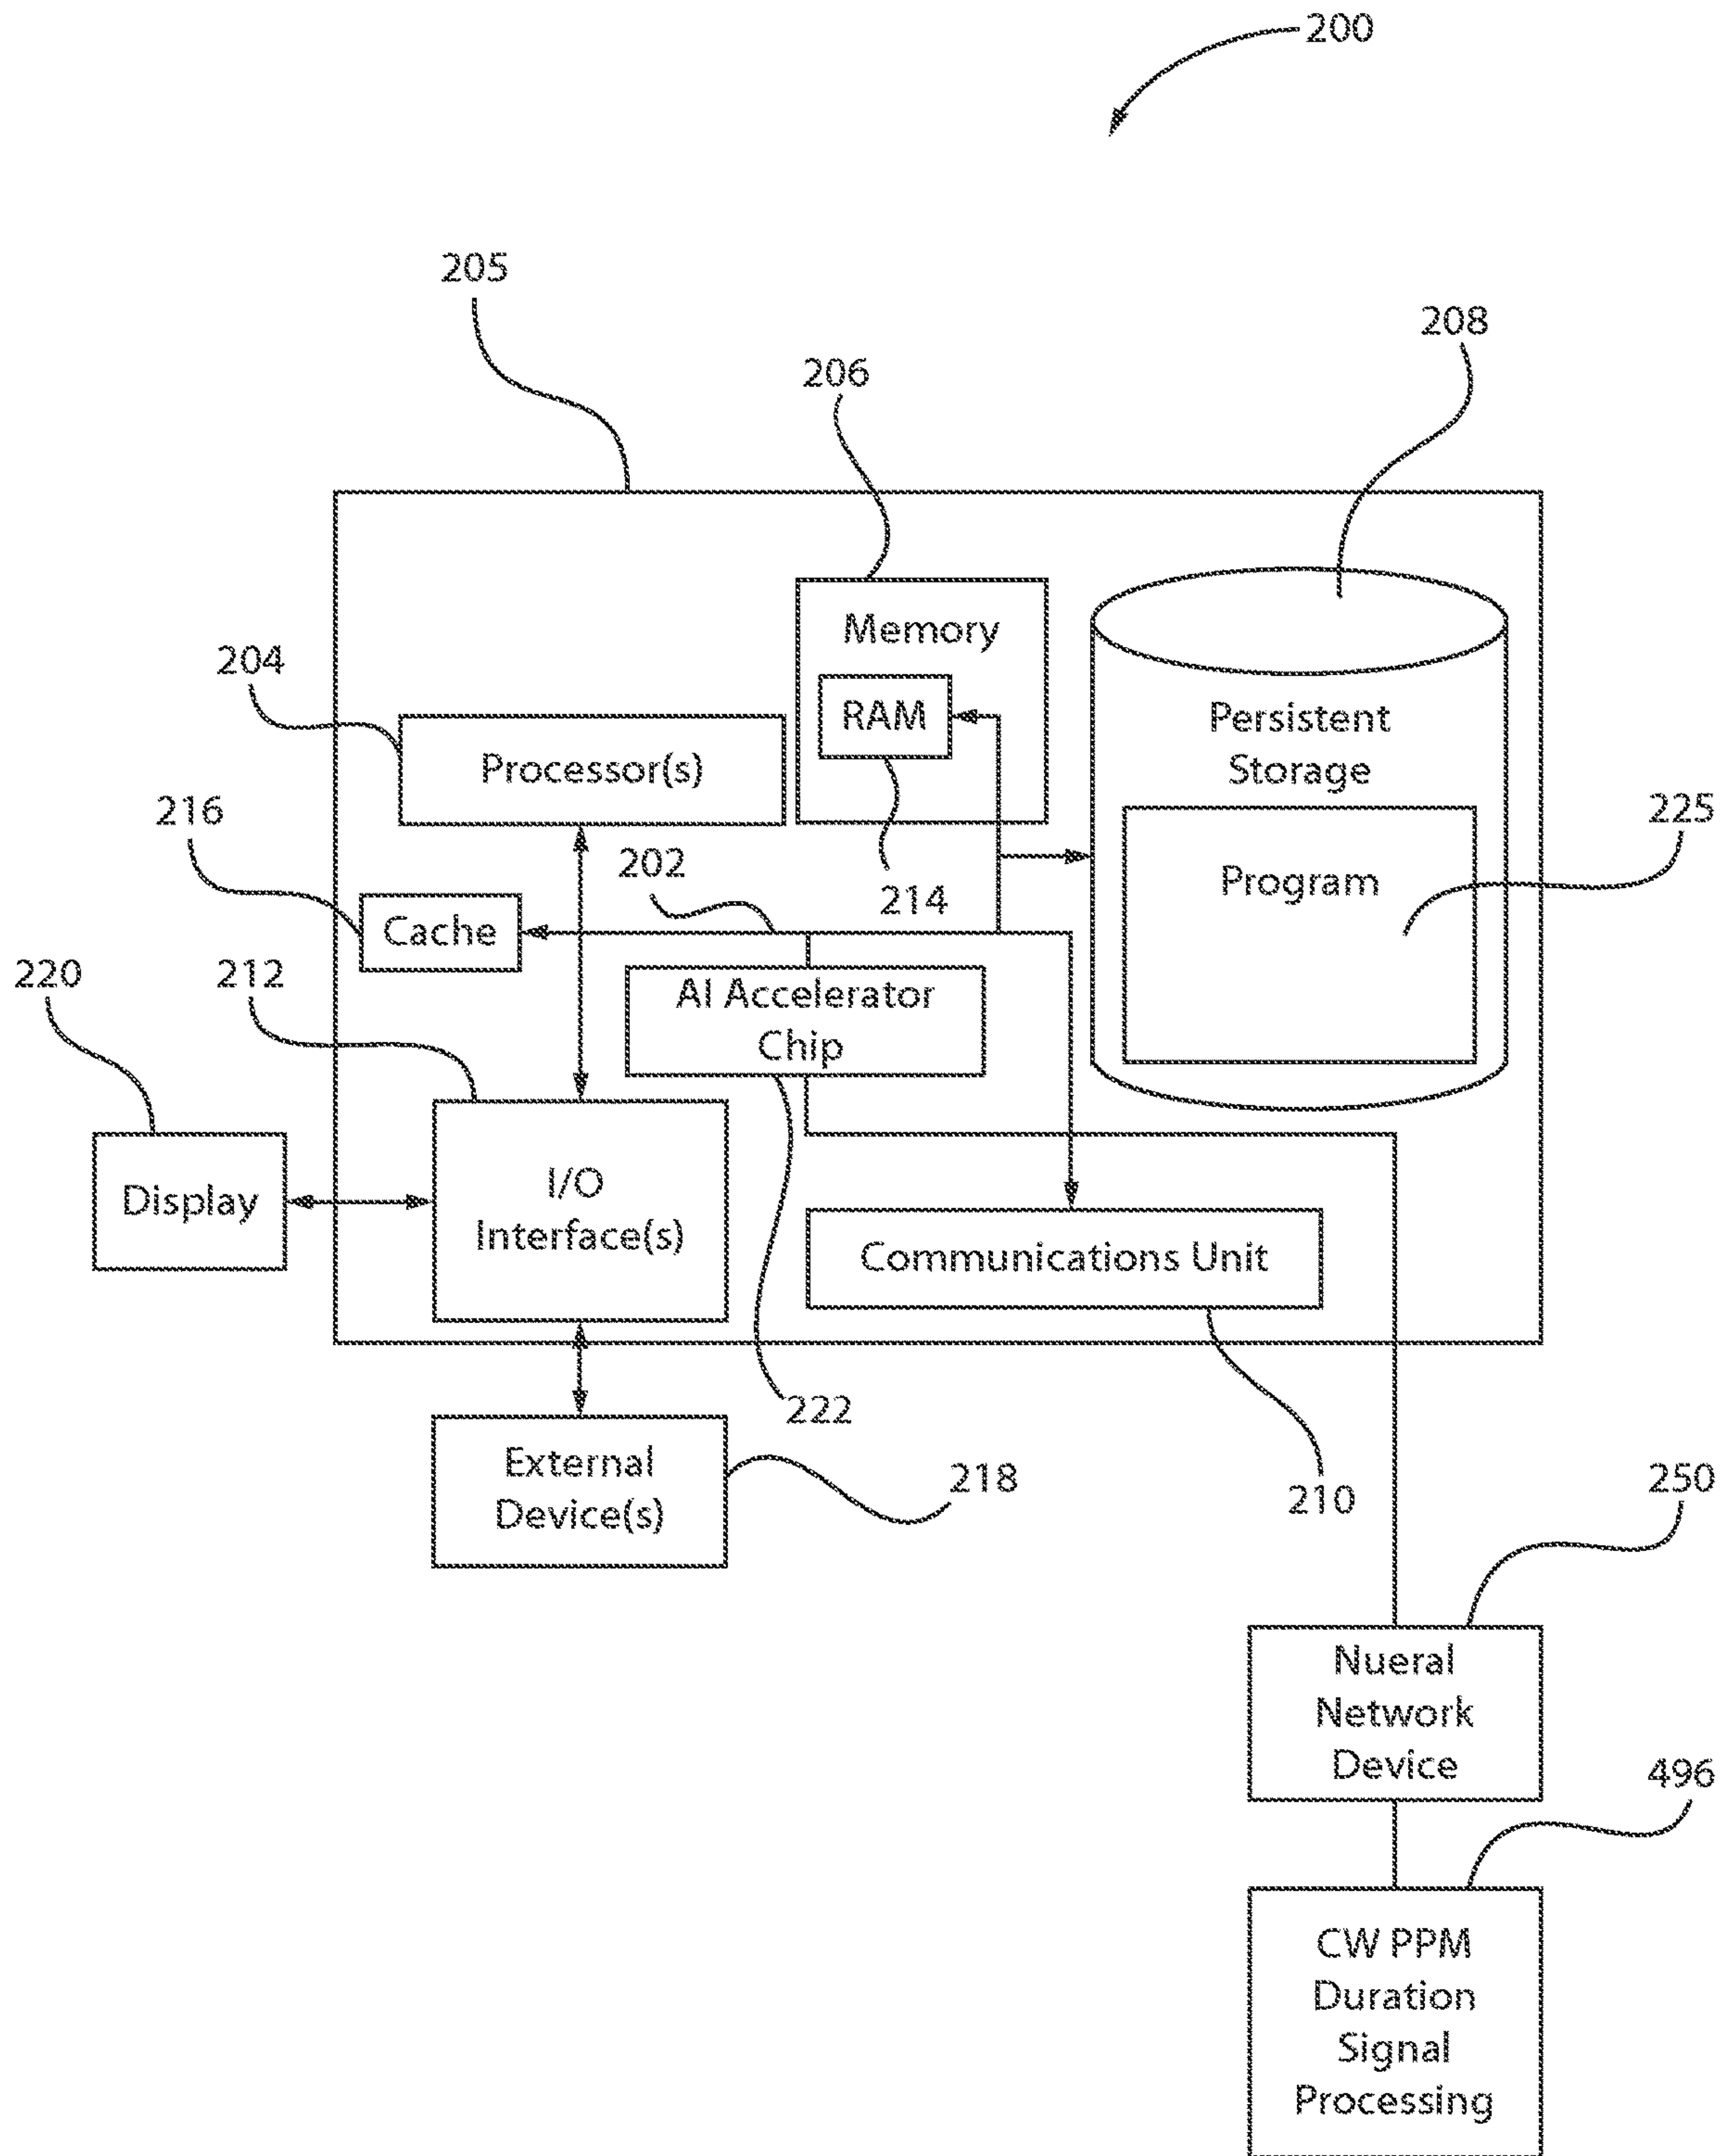 200
205
208
206
Memory
204
RAM
Persistent
Storage
Processor(s)
216
225
202
214
Program
Cache
220
212
AI Accelerator
Chip
Display
I/O
Interface(s)
Communications Unit
222
External
Device(s)
218
210
250
Nueral
Network
Device
496
CW PPM
Duration
Signal
Processing